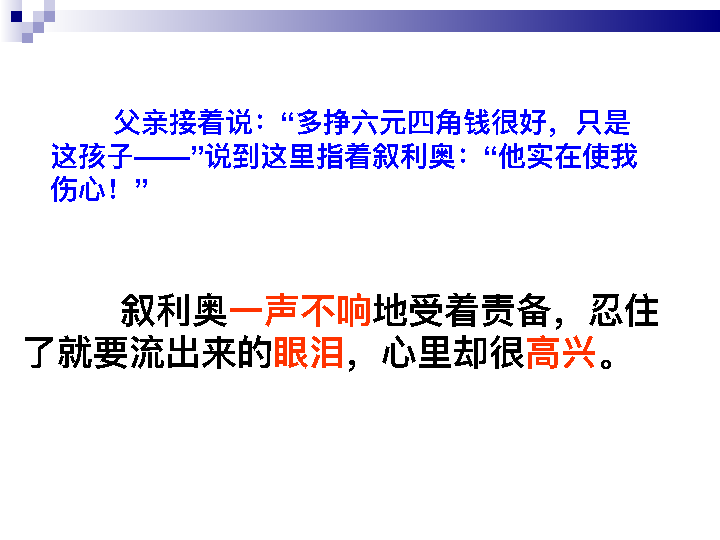 父亲接着说：“多挣六元四角钱很好，只是
这孩子——”说到这里指着叙利奥：“他实在使我
伤心！”
叙利奥一声不响地受着责备，忍住
了就要流出来的眼泪，心里却很高兴。